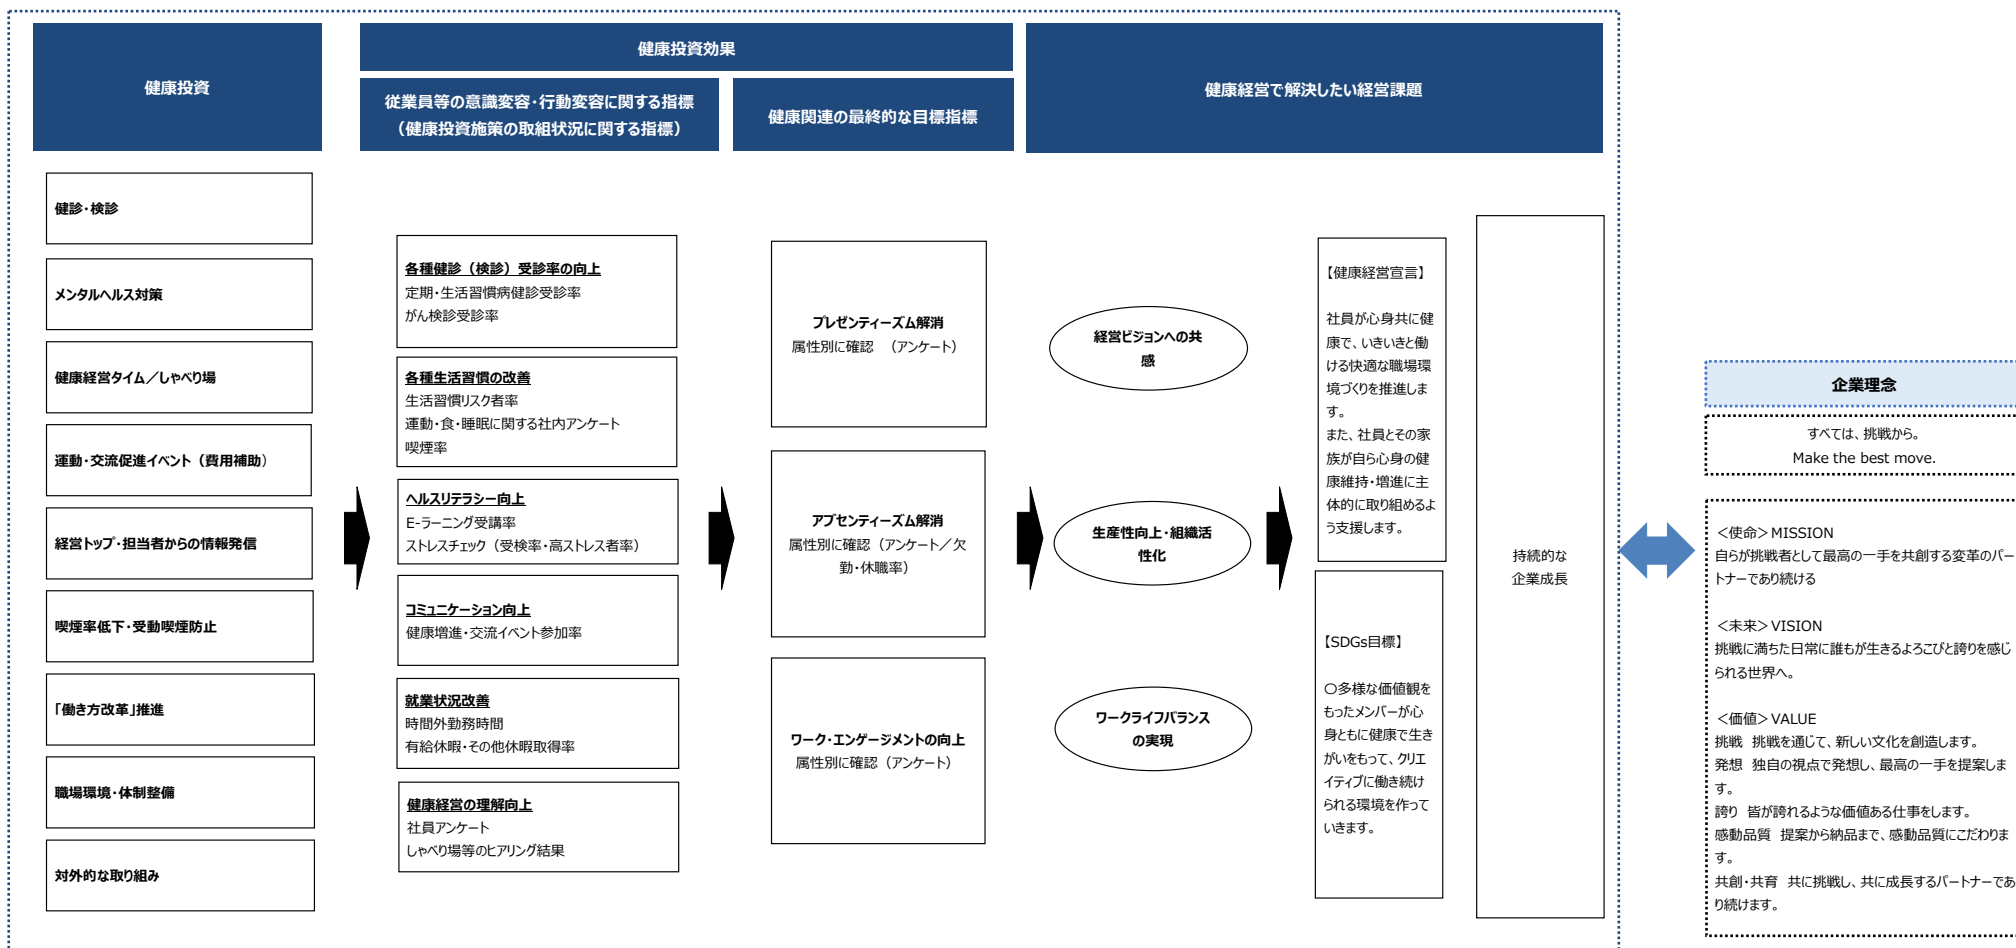 健康投資
健康投資効果
従業員等の意識変容・行動変容に関する指標
（健康投資施策の取組状況に関する指標）
健康関連の最終的な目標指標
健康経営で解決したい経営課題
健診・検診
メンタルヘルス対策
健康経営タイム／しゃべり場
運動・交流促進イベント（費用補助）
経営トップ・担当者からの情報発信
喫煙率低下・受動喫煙防止
「働き方改革」推進
職場環境・体制整備
対外的な取り組み
各種健診（検診）受診率の向上
定期・生活習慣病健診受診率
がん検診受診率
各種生活習慣の改善
生活習慣リスク者率
運動・食・睡眠に関する社内アンケート
喫煙率
ヘルスリテラシー向上
E-ラーニング受講率
ストレスチェック（受検率・高ストレス者率）
コミュニケーション向上
健康増進・交流イベント参加率
就業状況改善
時間外勤務時間
有給休暇・その他休暇取得率
健康経営の理解向上
社員アンケート
しゃべり場等のヒアリング結果
プレゼンティーズム解消
属性別に確認　（アンケート）
アブセンティーズム解消
属性別に確認（アンケート／欠
勤・休職率）
ワーク・エンゲージメントの向上
属性別に確認（アンケート）
経営ビジョンへの共
感
生産性向上・組織活
性化
ワークライフバランス
の実現
【健康経営宣言】
社員が心身共に健
康で、いきいきと働
ける快適な職場環
境づくりを推進しま
す。
また、社員とその家
族が自ら心身の健
康維持・増進に主
体的に取り組めるよ
う支援します。
【SDGs目標】
〇多様な価値観を
もったメンバーが心
身ともに健康で生き
がいをもって、クリエ
イティブに働き続け
られる環境を作って
いきます。
持続的な
企業成長
企業理念
すべては、挑戦から。
Make the best move.
＜使命＞MISSION
自らが挑戦者として最高の一手を共創する変革のパー
トナーであり続ける
＜未来＞VISION
挑戦に満ちた日常に誰もが生きるよろこびと誇りを感じ
られる世界へ。
＜価値＞VALUE
挑戦　挑戦を通じて、新しい文化を創造します。
発想　独自の視点で発想し、最高の一手を提案しま
す。
誇り　皆が誇れるような価値ある仕事をします。
感動品質　提案から納品まで、感動品質にこだわりま
す。
共創・共育　共に挑戦し、共に成長するパートナーであ
り続けます。